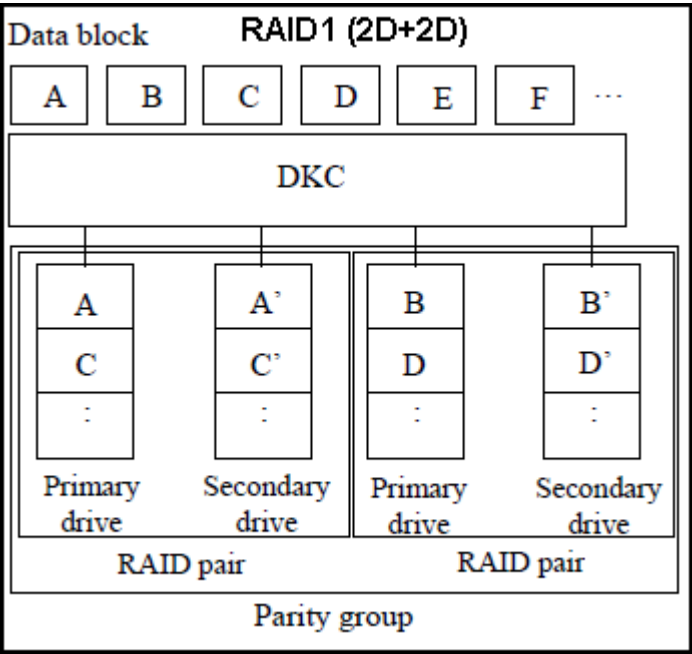 Data block RAID1 (2D+2D)
A B C D E F ...
DKC
A A’ B B’
C C’ D D’
: : : :
Primary drive Secondary drive Primary drive Secondary drive
RAID pair RAID pair
Parity group